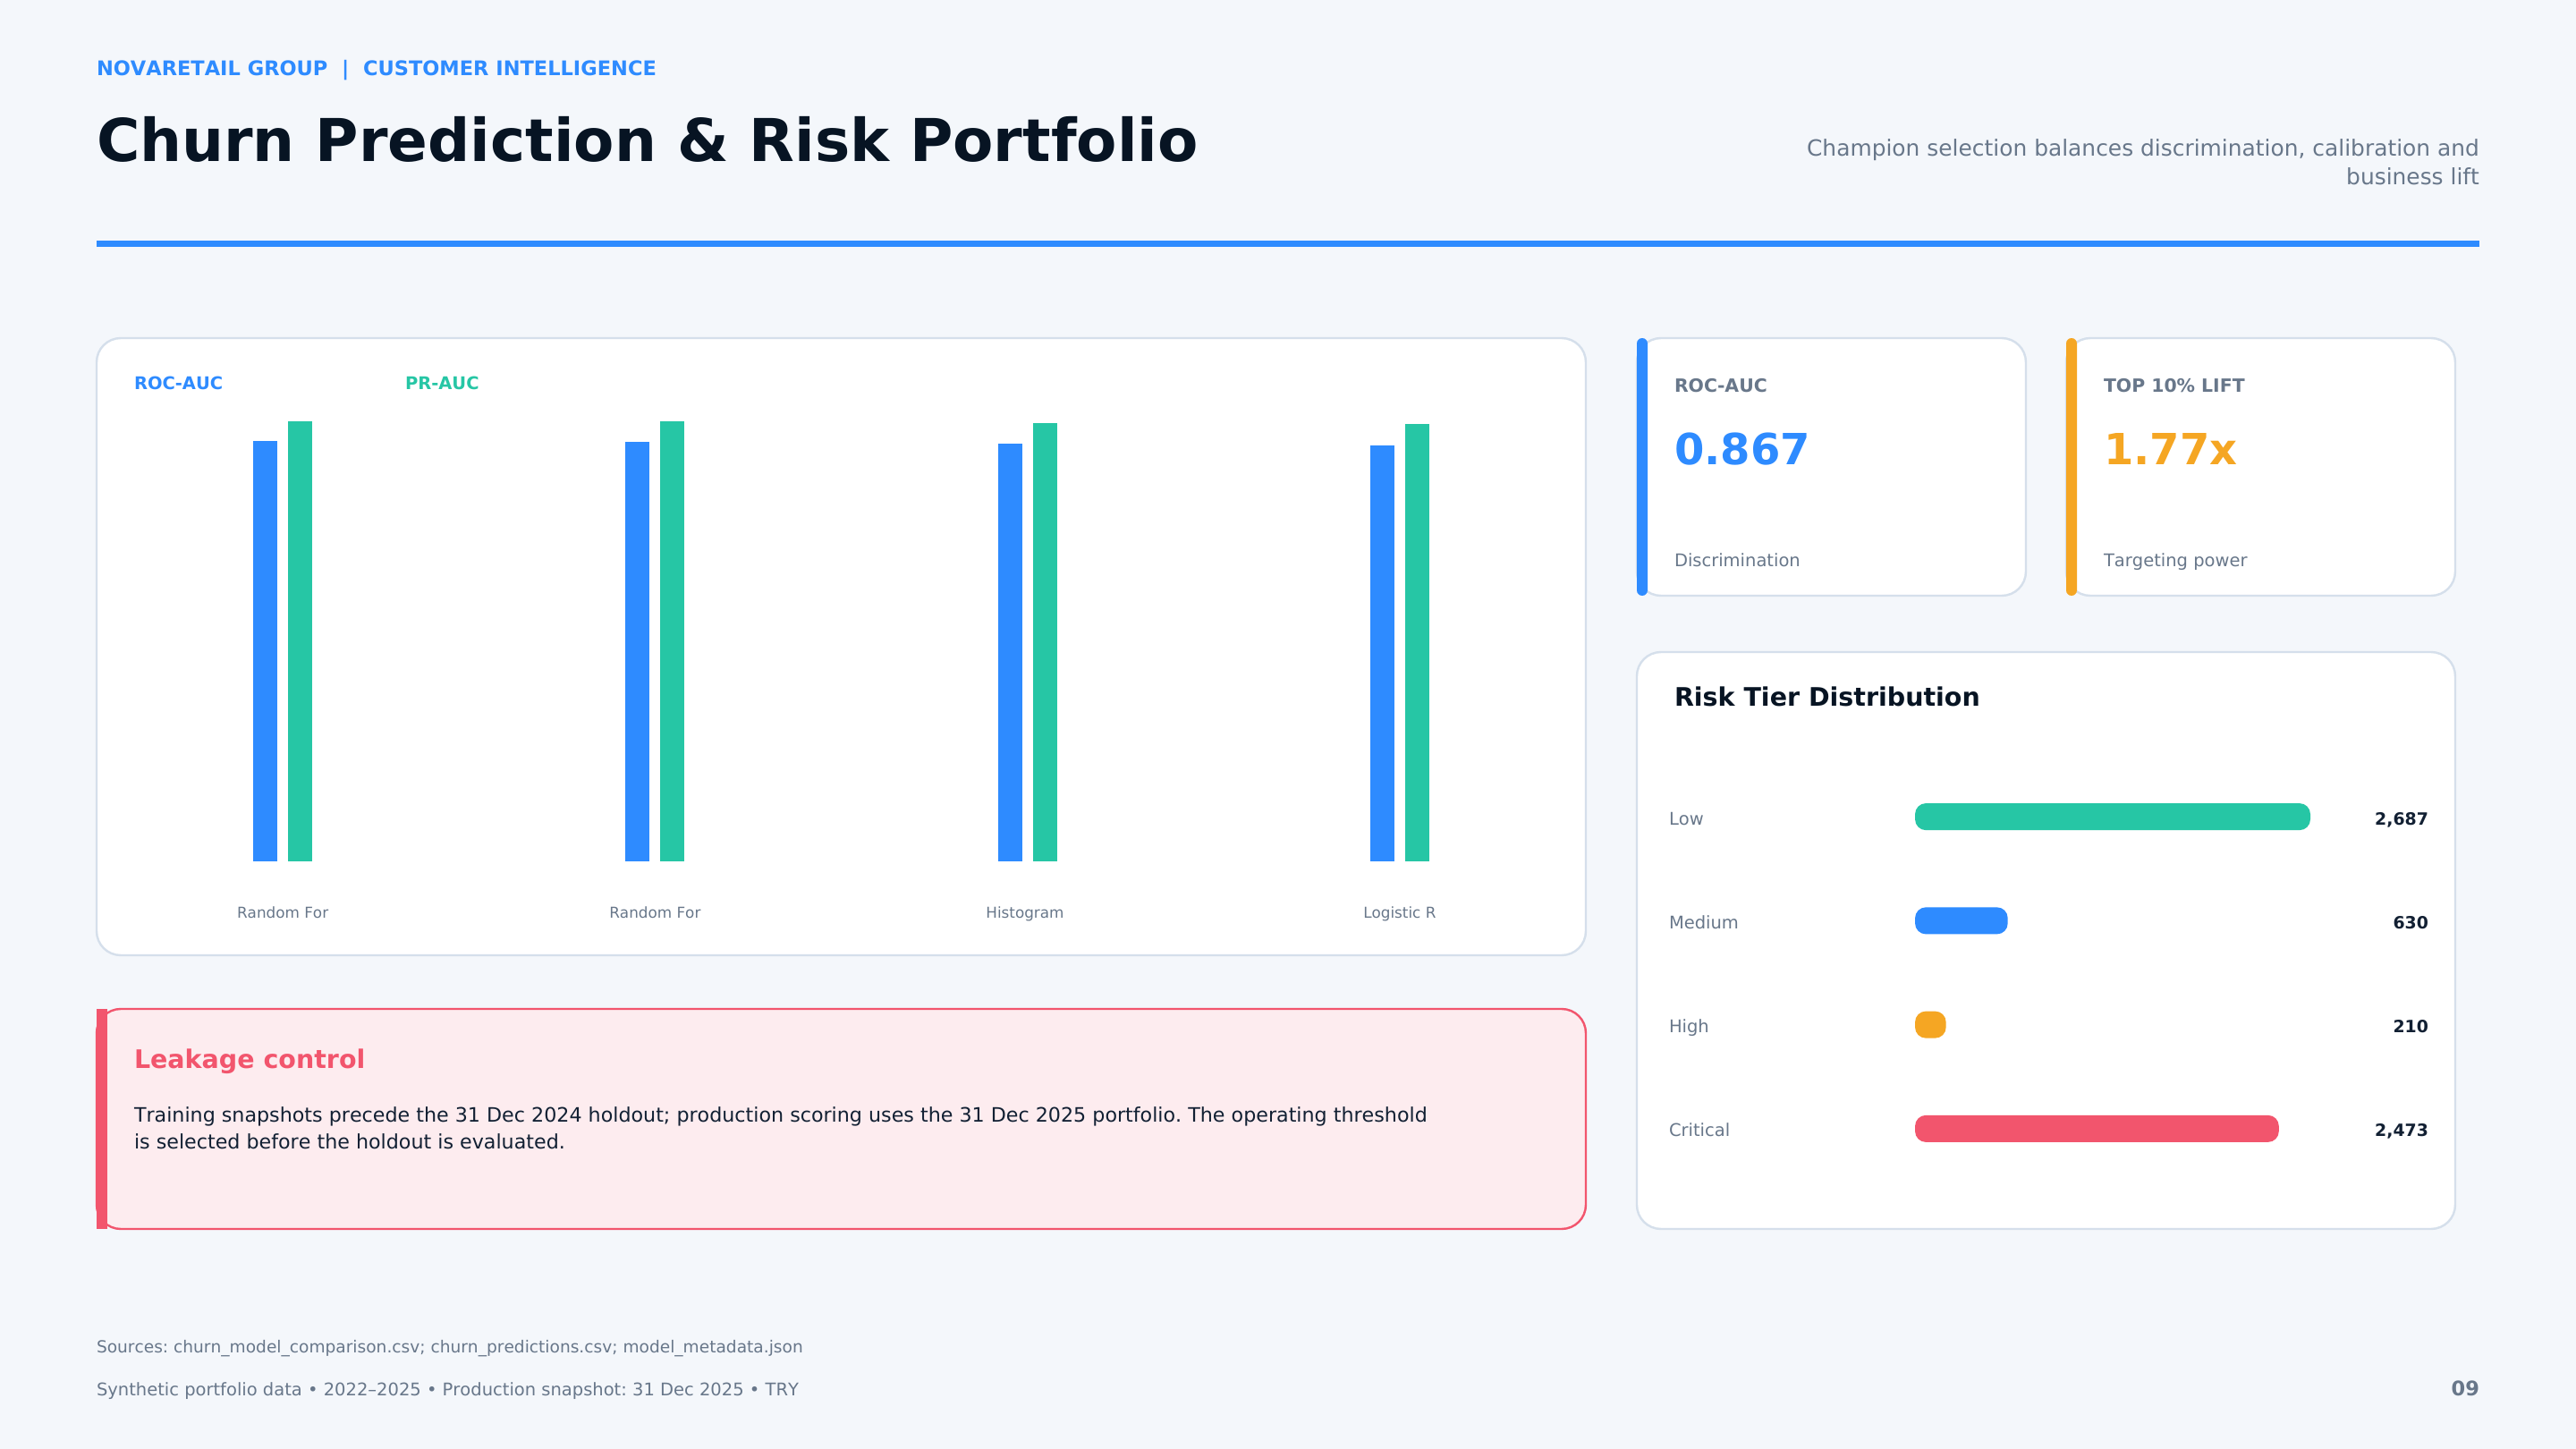 NOVARETAIL GROUP | CUSTOMER INTELLIGENCE
Churn Prediction & Risk Portfolio
Champion selection balances discrimination, calibration and
business lift
ROC-AUC
PR-AUC
Random For
Random For
Histogram
Logistic R
ROC-AUC
0.867
Discrimination
TOP 10% LIFT
1.77x
Targeting power
Risk Tier Distribution
Low 2,687
Medium 630
High 210
Critical 2,473
Leakage control
Training snapshots precede the 31 Dec 2024 holdout; production scoring uses the 31 Dec 2025 portfolio. The operating threshold
is selected before the holdout is evaluated.
Sources: churn_model_comparison.csv; churn_predictions.csv; model_metadata.json
Synthetic portfolio data • 2022–2025 • Production snapshot: 31 Dec 2025 • TRY
09